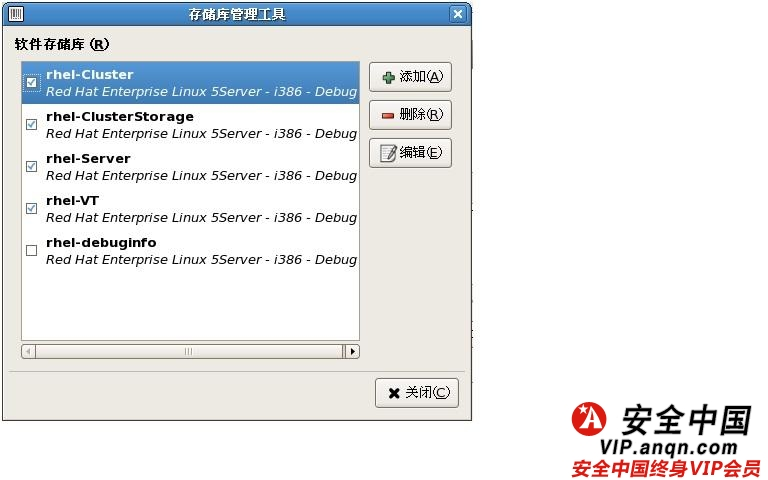 存储库管理工具
软件存储库 (R)
rhel-Cluster
Red Hat Enterprise Linux 5Server - i386 - Debug
rhel-ClusterStorage
Red Hat Enterprise Linux 5Server - i386 - Debug
rhel-Server
Red Hat Enterprise Linux 5Server - i386 - Debug
rhel-VT
Red Hat Enterprise Linux 5Server - i386 - Debug
rhel-debuginfo
Red Hat Enterprise Linux 5Server - i386 - Debug
添加(A)
删除(R)
编辑(E)
关闭(C)
安全中国
VIP.anqn.com
安全中国终身VIP会员